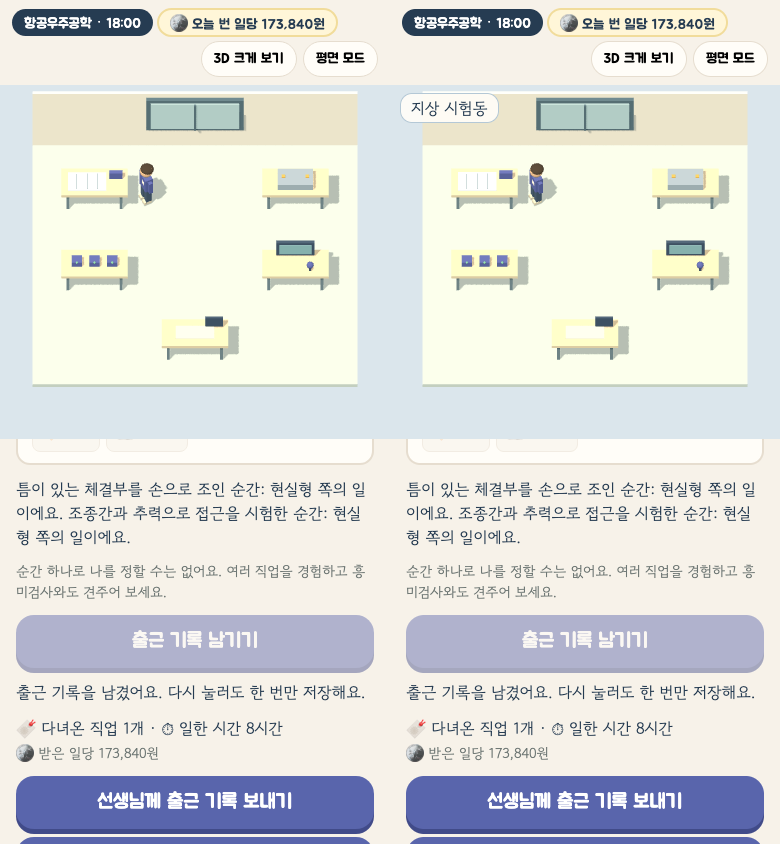 항공우주공학 · 18:00
오늘 번 일당 173,840원
3D 크게 보기
평면 모드
틈이 있는 체결부를 손으로 조인 순간: 현실형 쪽의 일
이에요. 조종간과 추력으로 접근을 시험한 순간: 현실
형 쪽의 일이에요.
순간 하나로 나를 정할 수는 없어요. 여러 직업을 경험하고 흥
미검사와도 견주어 보세요.
출근 기록 남기기
출근 기록을 남겼어요. 다시 눌러도 한 번만 저장해요.
다녀온 직업 1개 · ⏱ 일한 시간 8시간
받은 일당 173,840원
선생님께 출근 기록 보내기
항공우주공학 · 18:00
오늘 번 일당 173,840원
3D 크게 보기
평면 모드
지상 시험동
틈이 있는 체결부를 손으로 조인 순간: 현실형 쪽의 일
이에요. 조종간과 추력으로 접근을 시험한 순간: 현실
형 쪽의 일이에요.
순간 하나로 나를 정할 수는 없어요. 여러 직업을 경험하고 흥
미검사와도 견주어 보세요.
출근 기록 남기기
출근 기록을 남겼어요. 다시 눌러도 한 번만 저장해요.
다녀온 직업 1개 · ⏱ 일한 시간 8시간
받은 일당 173,840원
선생님께 출근 기록 보내기